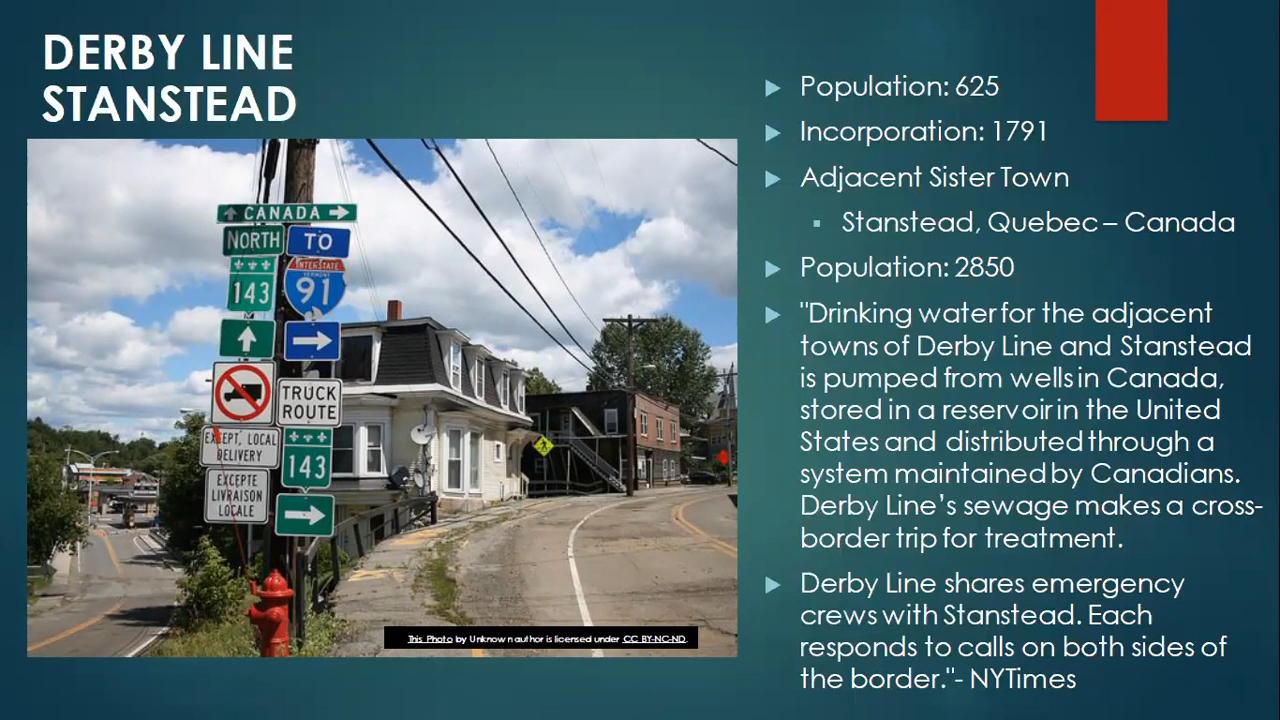 DERBY LINE
STANSTEAD
CANADA
NORTH
TO
143
INTERSTATE
VERMONT
91
TRUCK
ROUTE
EXCEPT, LOCAL
DELIVERY
143
EXCEPTE
LIVRAISON
LOCALE
This Photo by Unknown author is licensed under CC BY-NC-ND.
Population: 625
Incorporation: 1791
Adjacent Sister Town
Stanstead, Quebec – Canada
Population: 2850
"Drinking water for the adjacent
towns of Derby Line and Stanstead
is pumped from wells in Canada,
stored in a reservoir in the United
States and distributed through a
system maintained by Canadians.
Derby Line’s sewage makes a cross-
border trip for treatment.
Derby Line shares emergency
crews with Stanstead. Each
responds to calls on both sides of
the border."- NYTimes